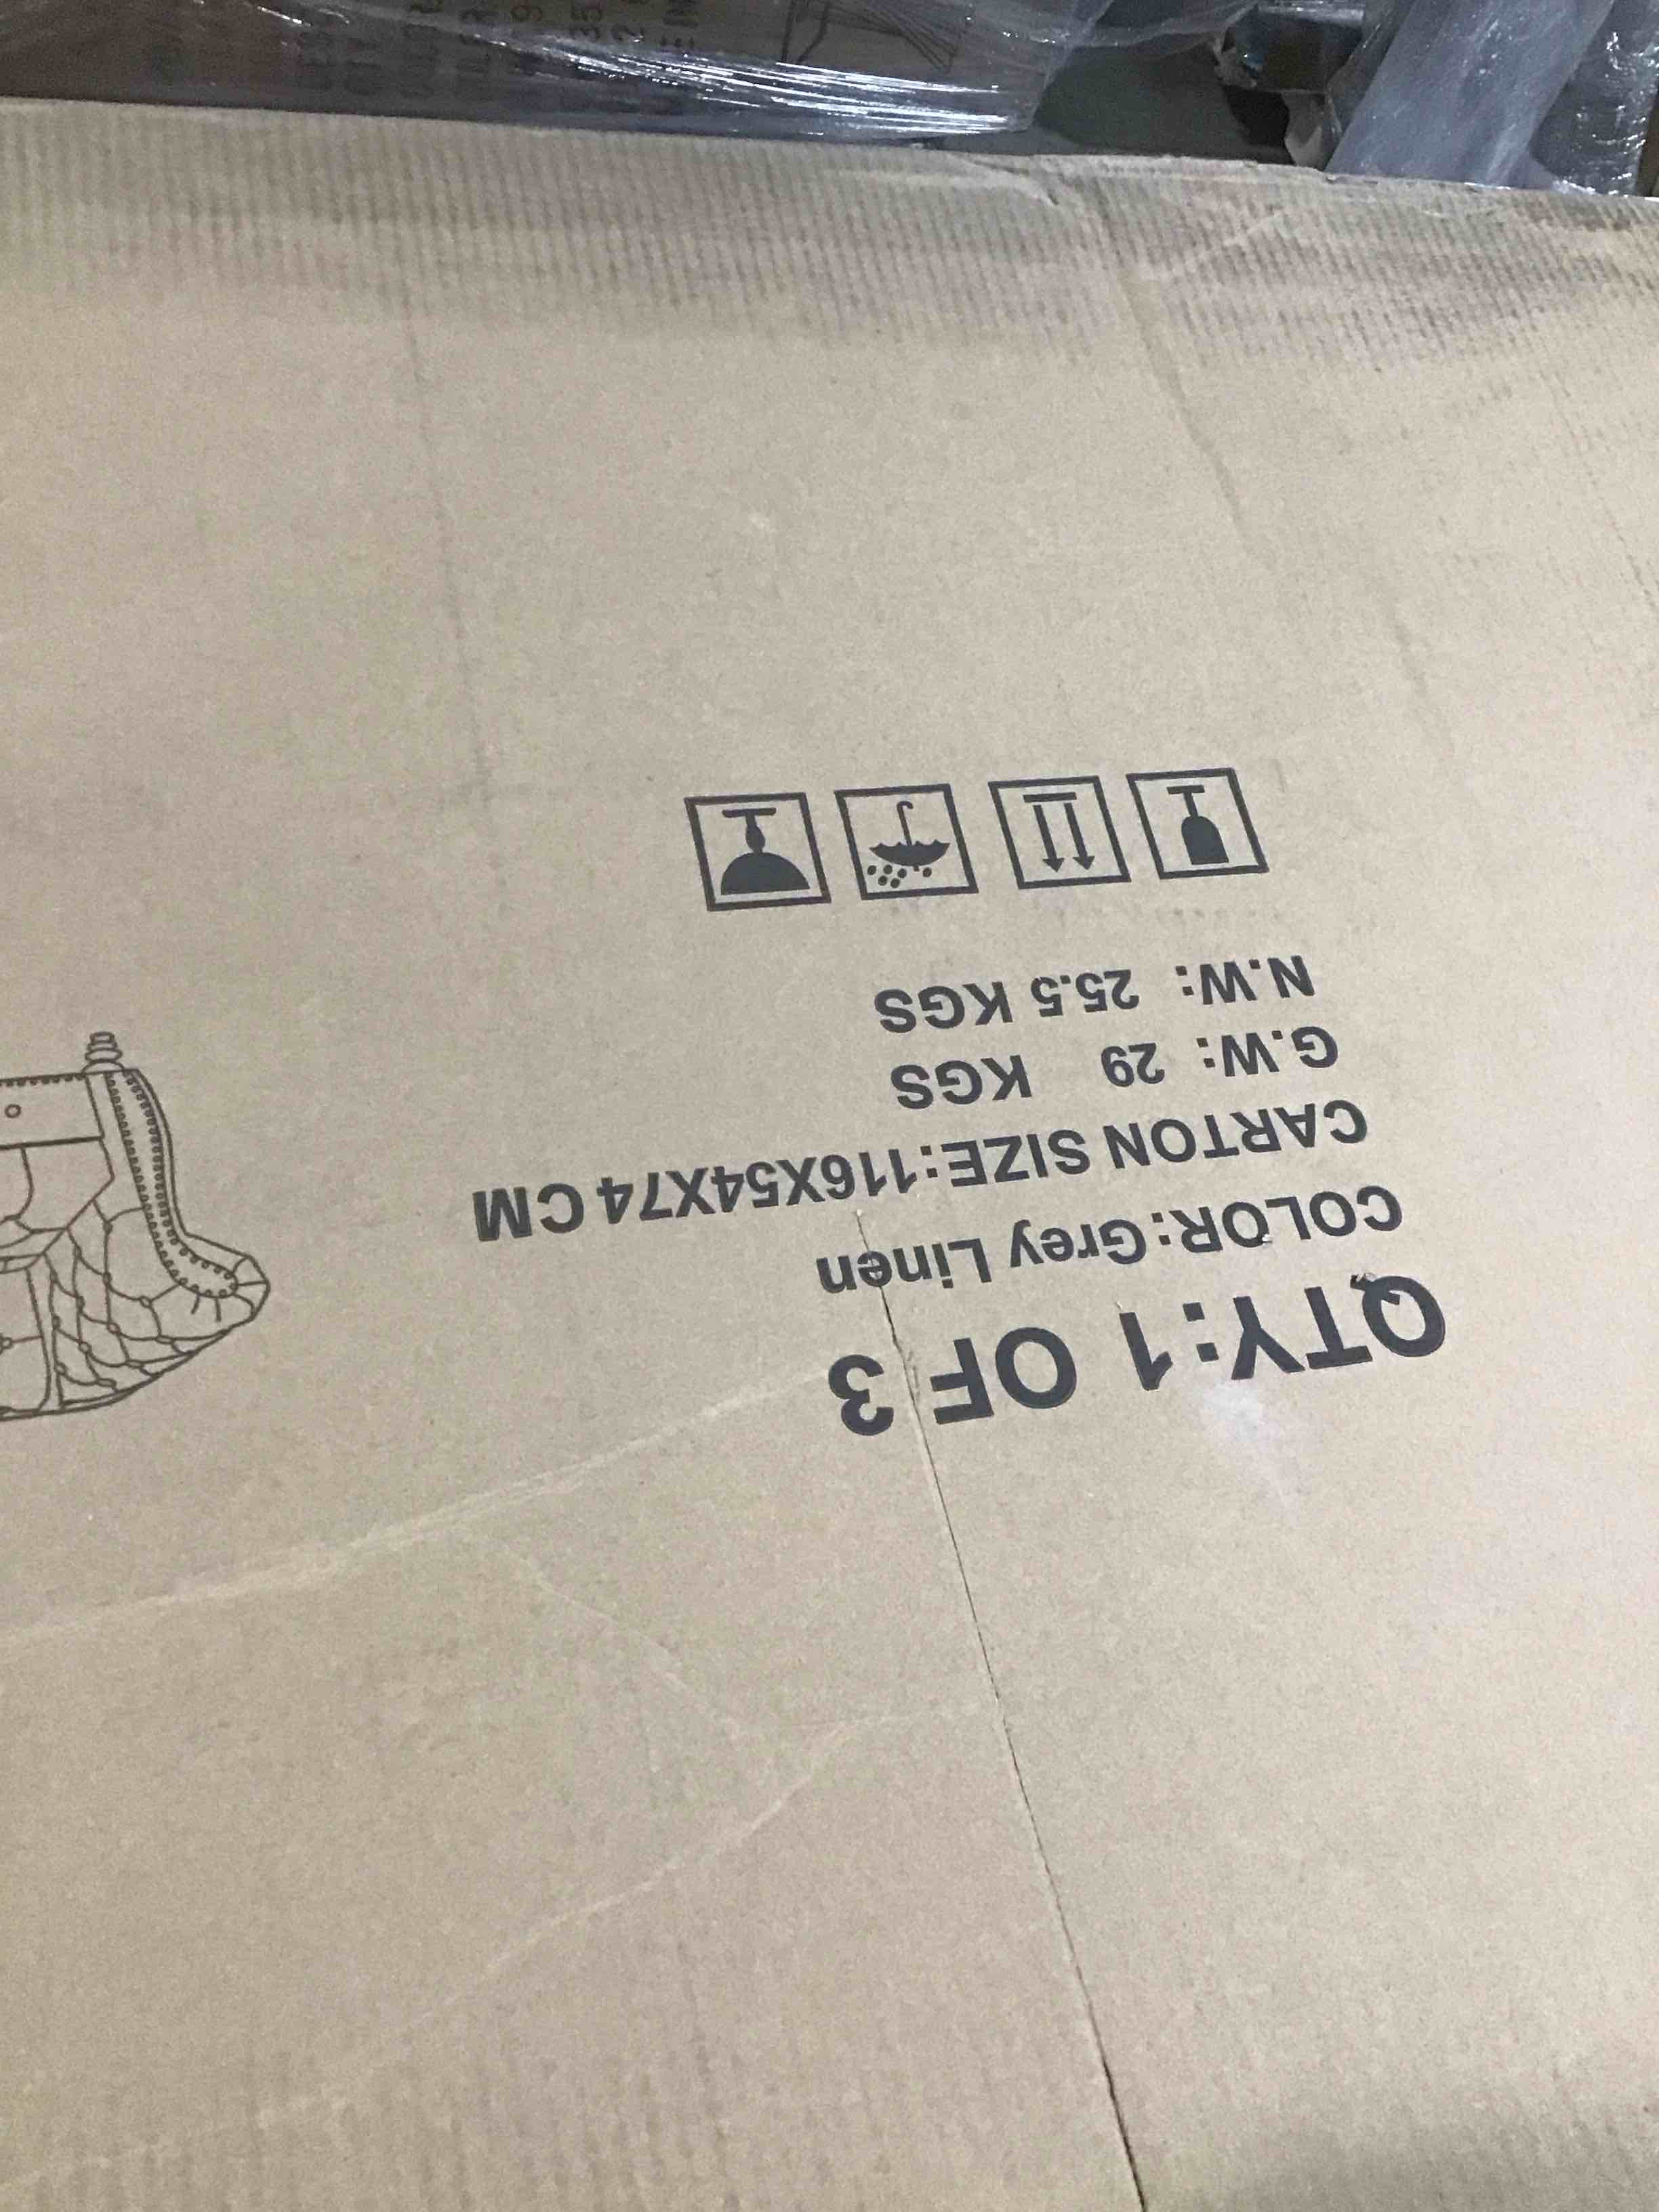 QTY:1 OF 3
COLOR:Grey Linen
CARTON SIZE:116X54X74 CM
G.W: 29 KGS
N.W: 25.5 KGS